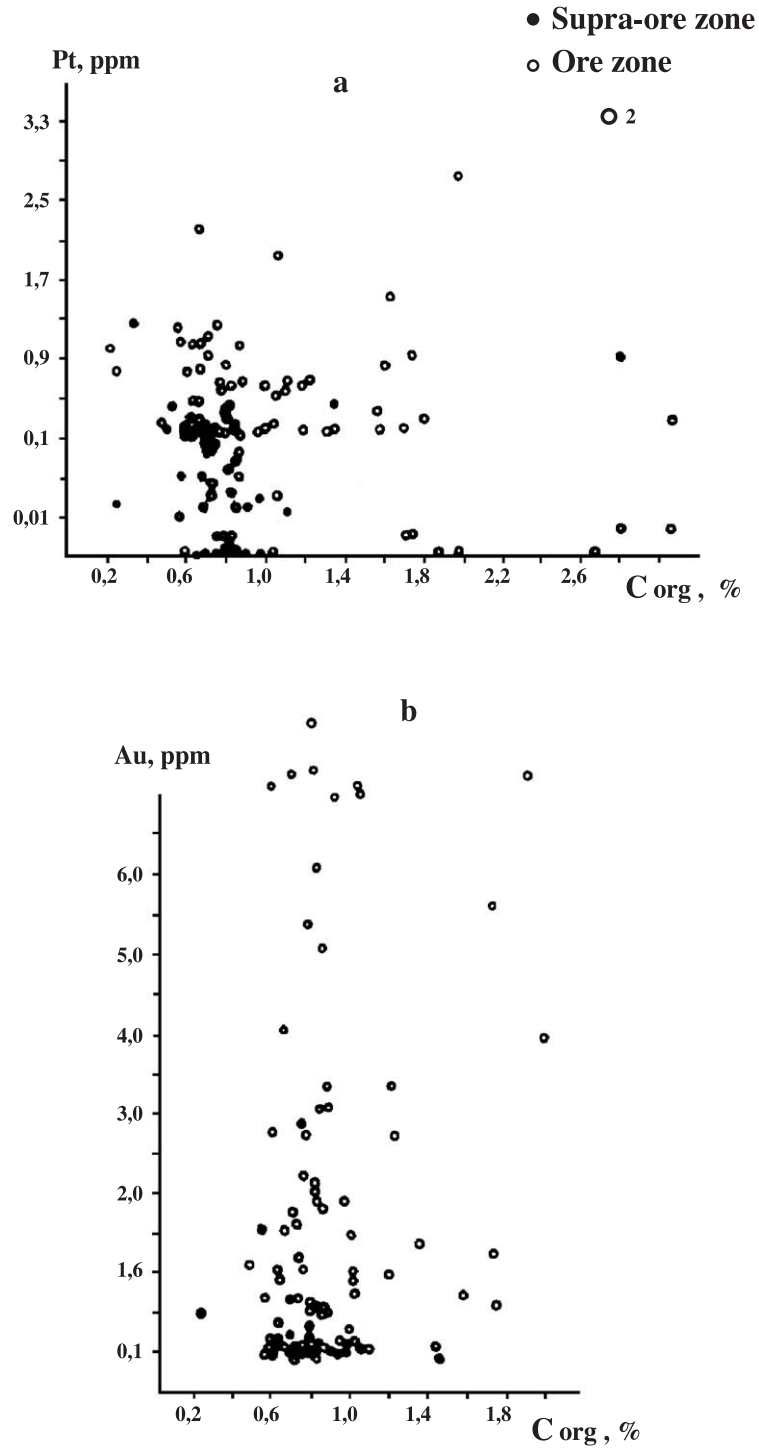 Supra-ore zone
Pt, ppm
Ore zone
a
3,3
2
2,5
1,7
0,9
0,1
0,01
0,2 0,6 1,0 1,4 1,8 2,2 2,6
C org , %
b
Au, ppm
6,0
5,0
4,0
3,0
2,0
1,6
0,1
0,2 0,6 1,0 1,4 1,8
C org , %